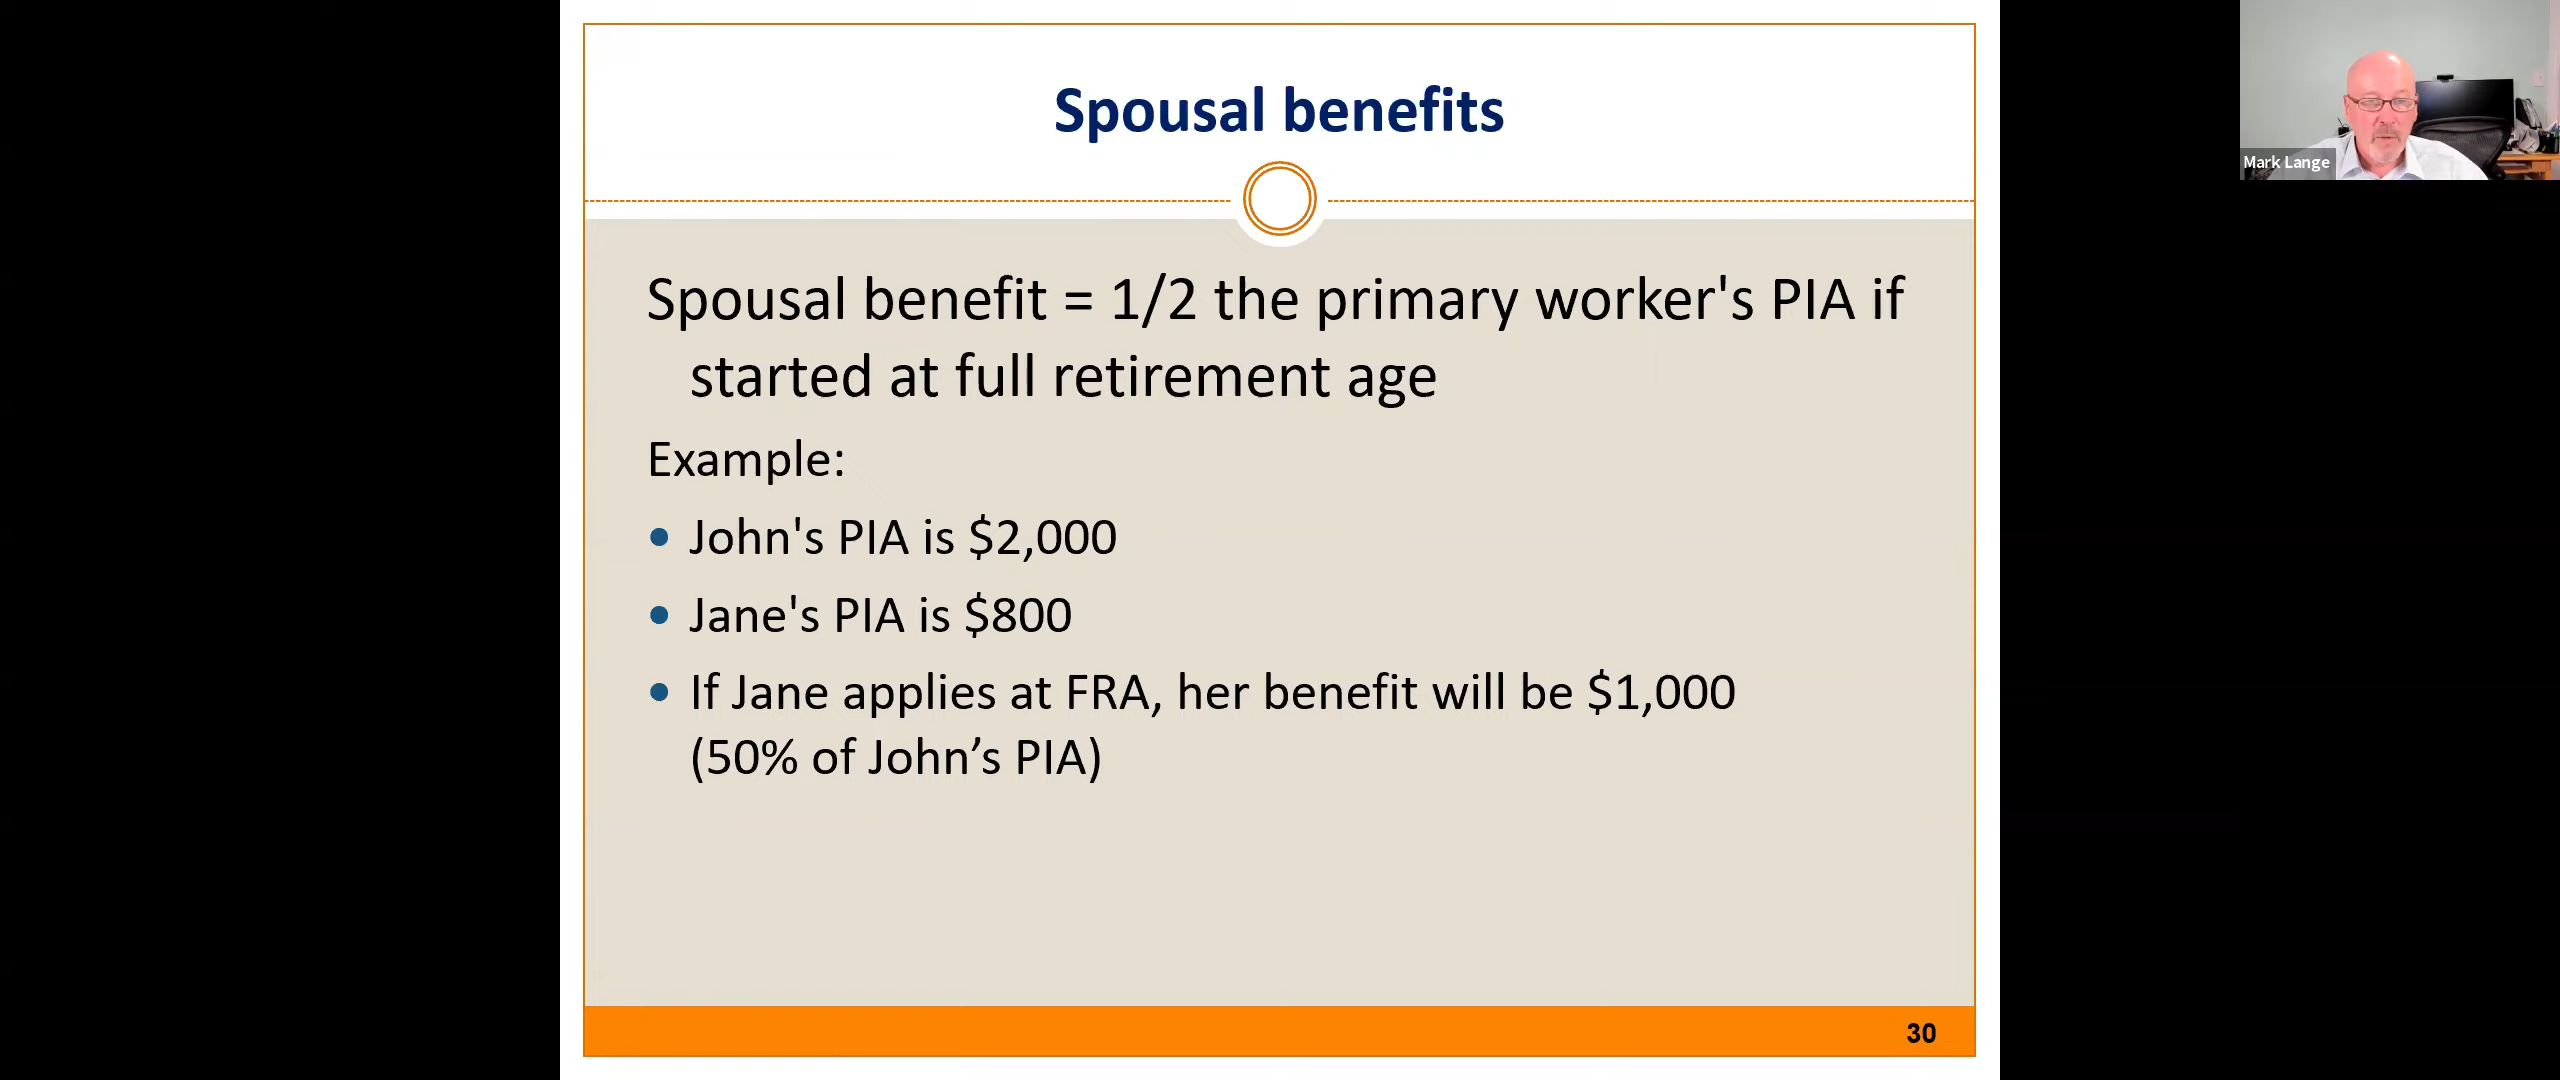 Spousal benefits
Mark Lange
Spousal benefit = 1/2 the primary worker's PIA if
started at full retirement age
Example:
• John's PIA is $2,000
• Jane's PIA is $800
• If Jane applies at FRA, her benefit will be $1,000
(50% of John’s PIA)
30